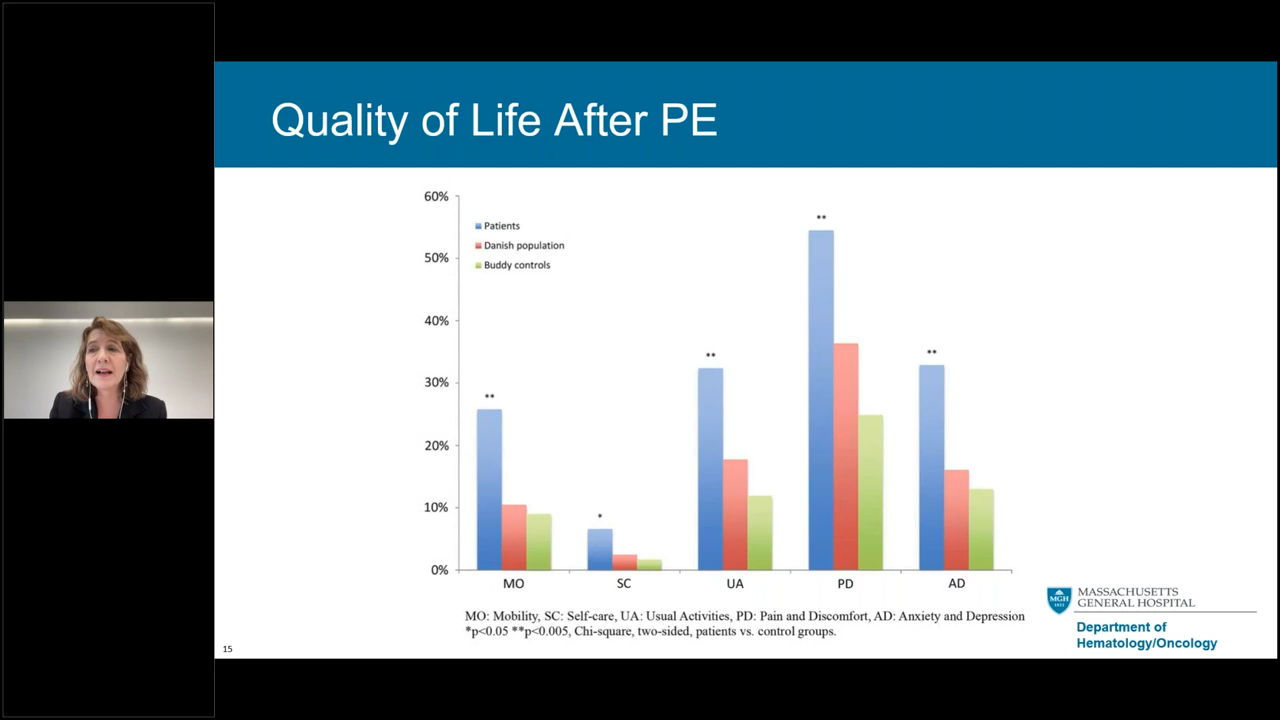 Quality of Life After PE
60%
50%
40%
30%
20%
10%
0%
Patients
Danish population
Buddy controls
**
*
**
**
**
MO
SC
UA
PD
AD
MO: Mobility, SC: Self-care, UA: Usual Activities, PD: Pain and Discomfort, AD: Anxiety and Depression
*p<0.05 **p<0.005, Chi-square, two-sided, patients vs. control groups.
MGH
1811
MASSACHUSETTS
GENERAL HOSPITAL
Department of
Hematology/Oncology
15